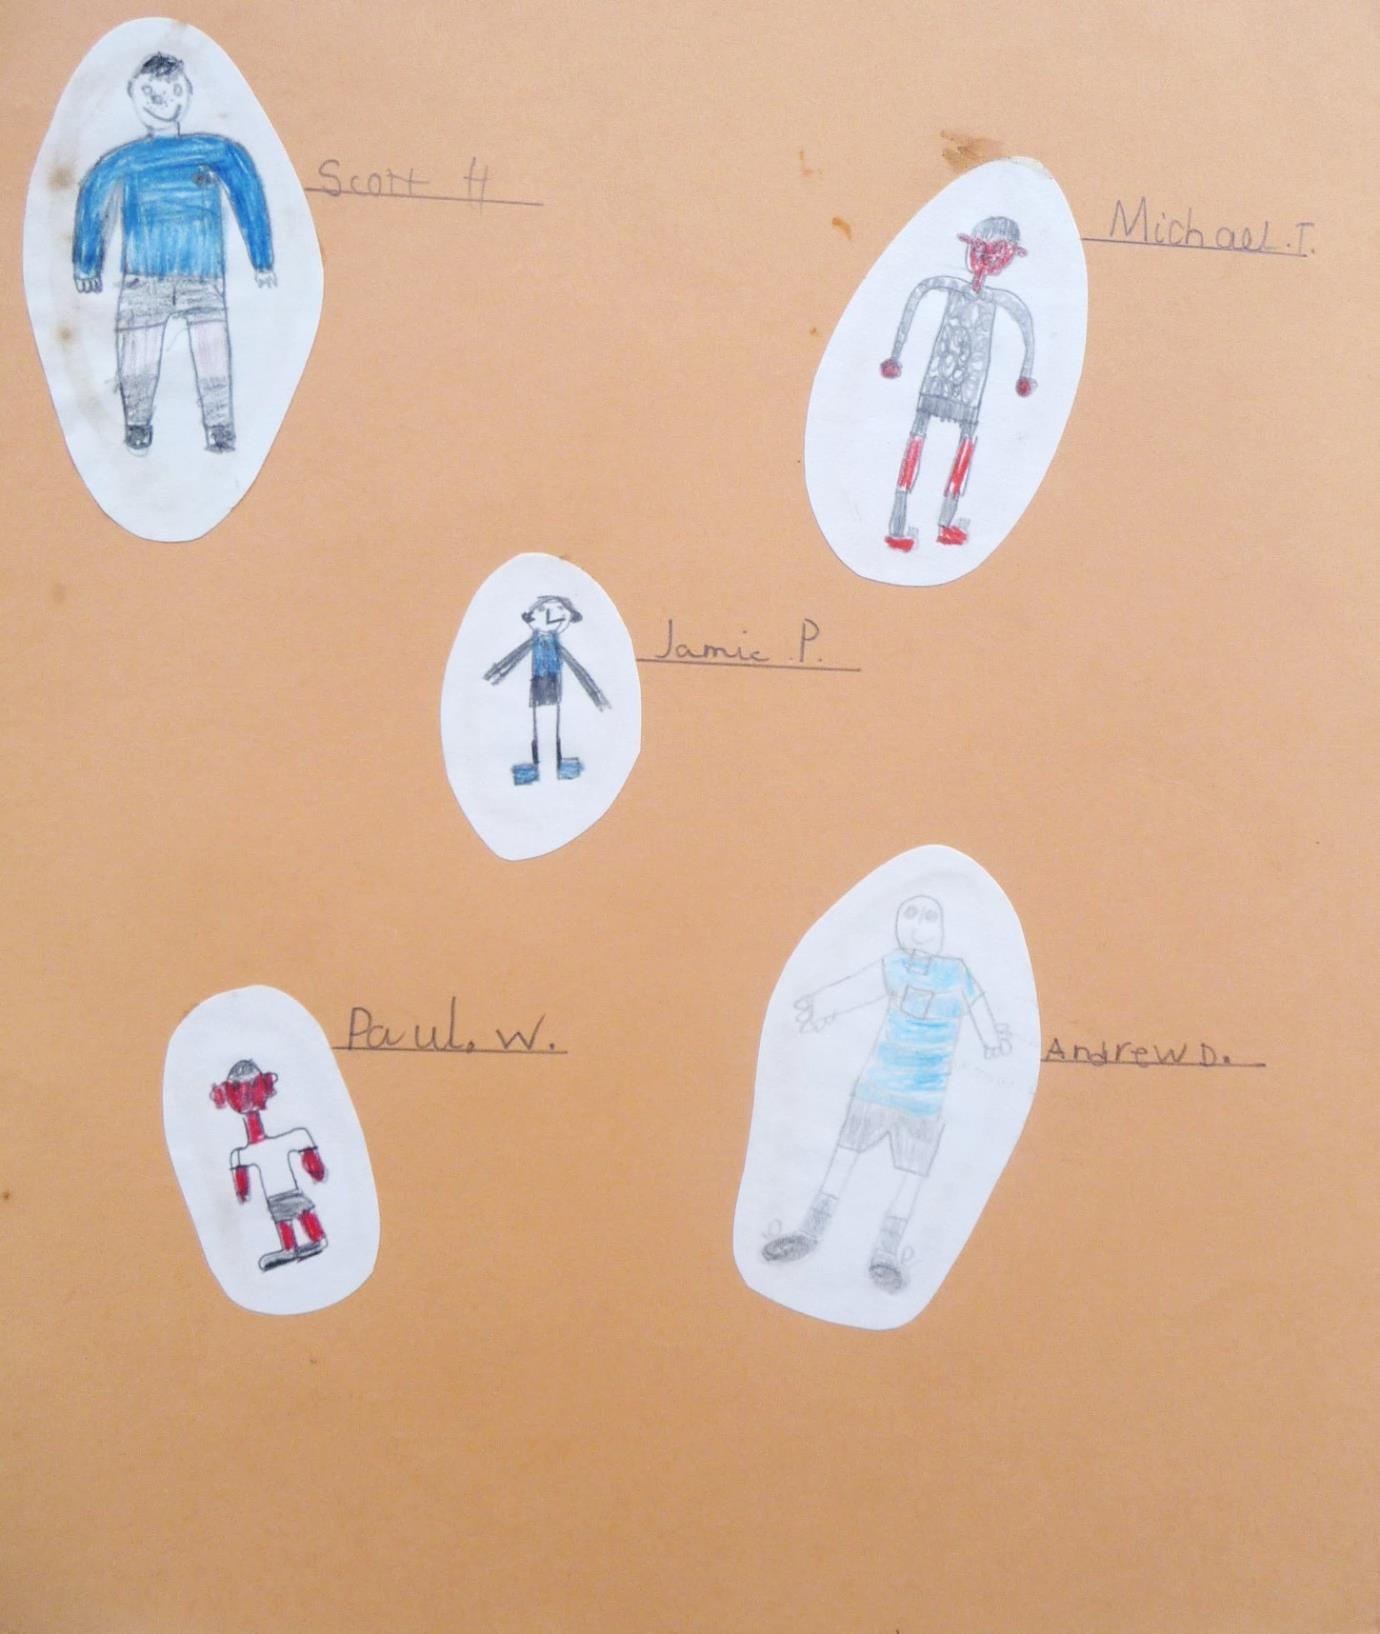 Scott H
Michael.T.
Jamie P.
Paul. W.
Andrew D.